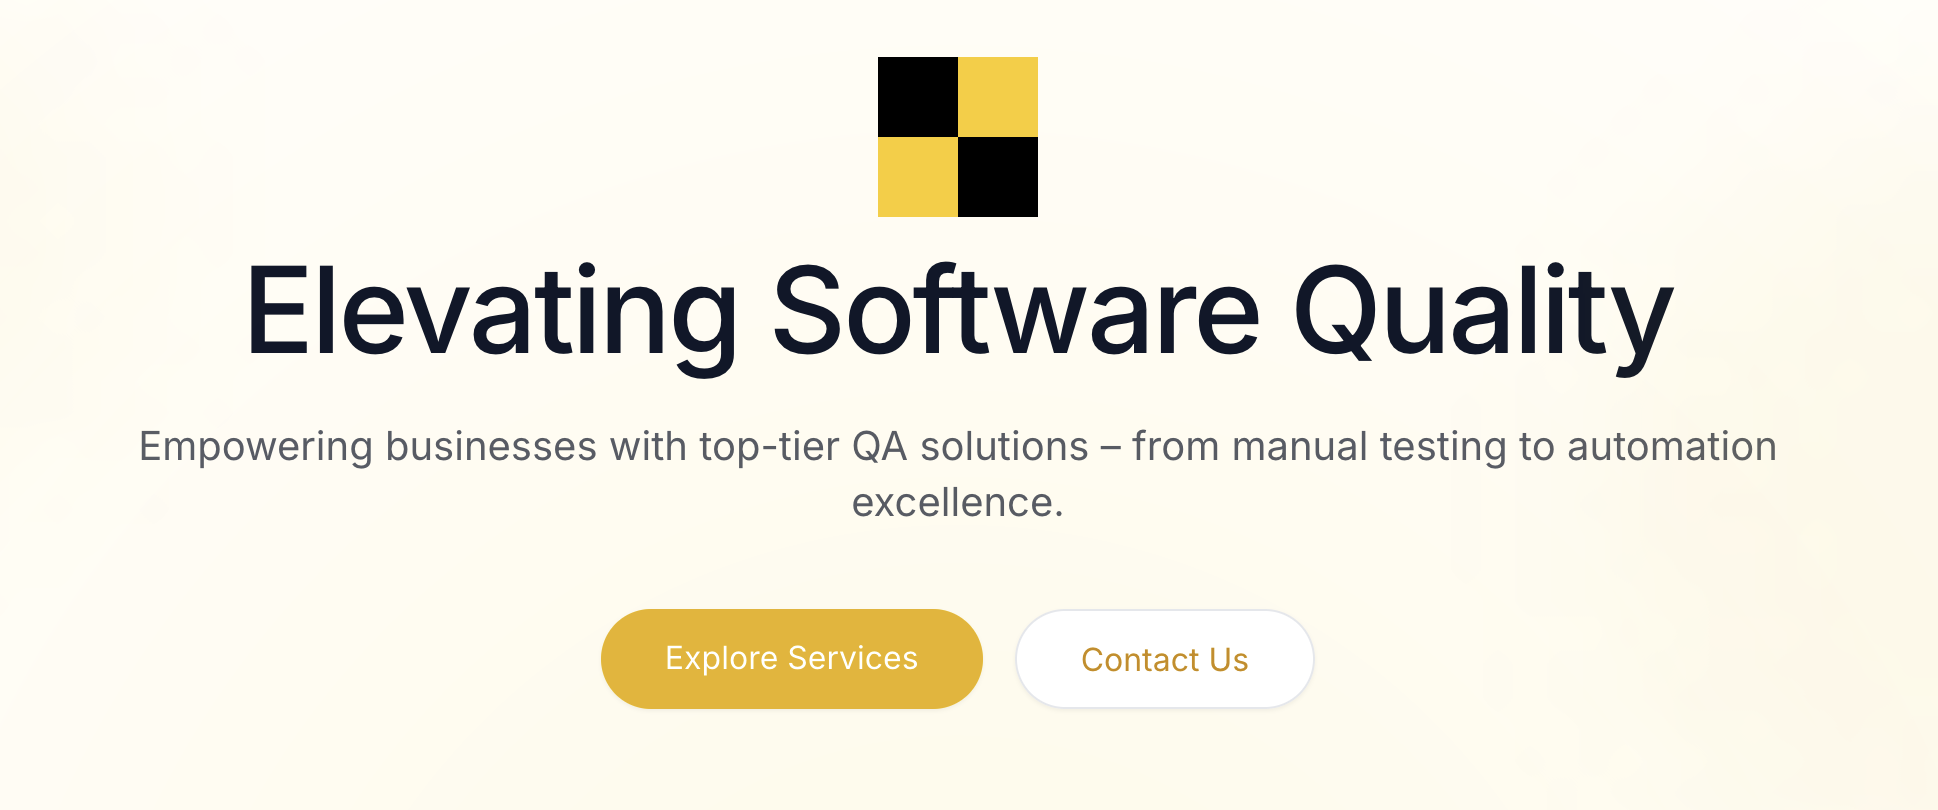 Elevating Software Quality
Empowering businesses with top-tier QA solutions – from manual testing to automation
excellence.
Explore Services
Contact Us